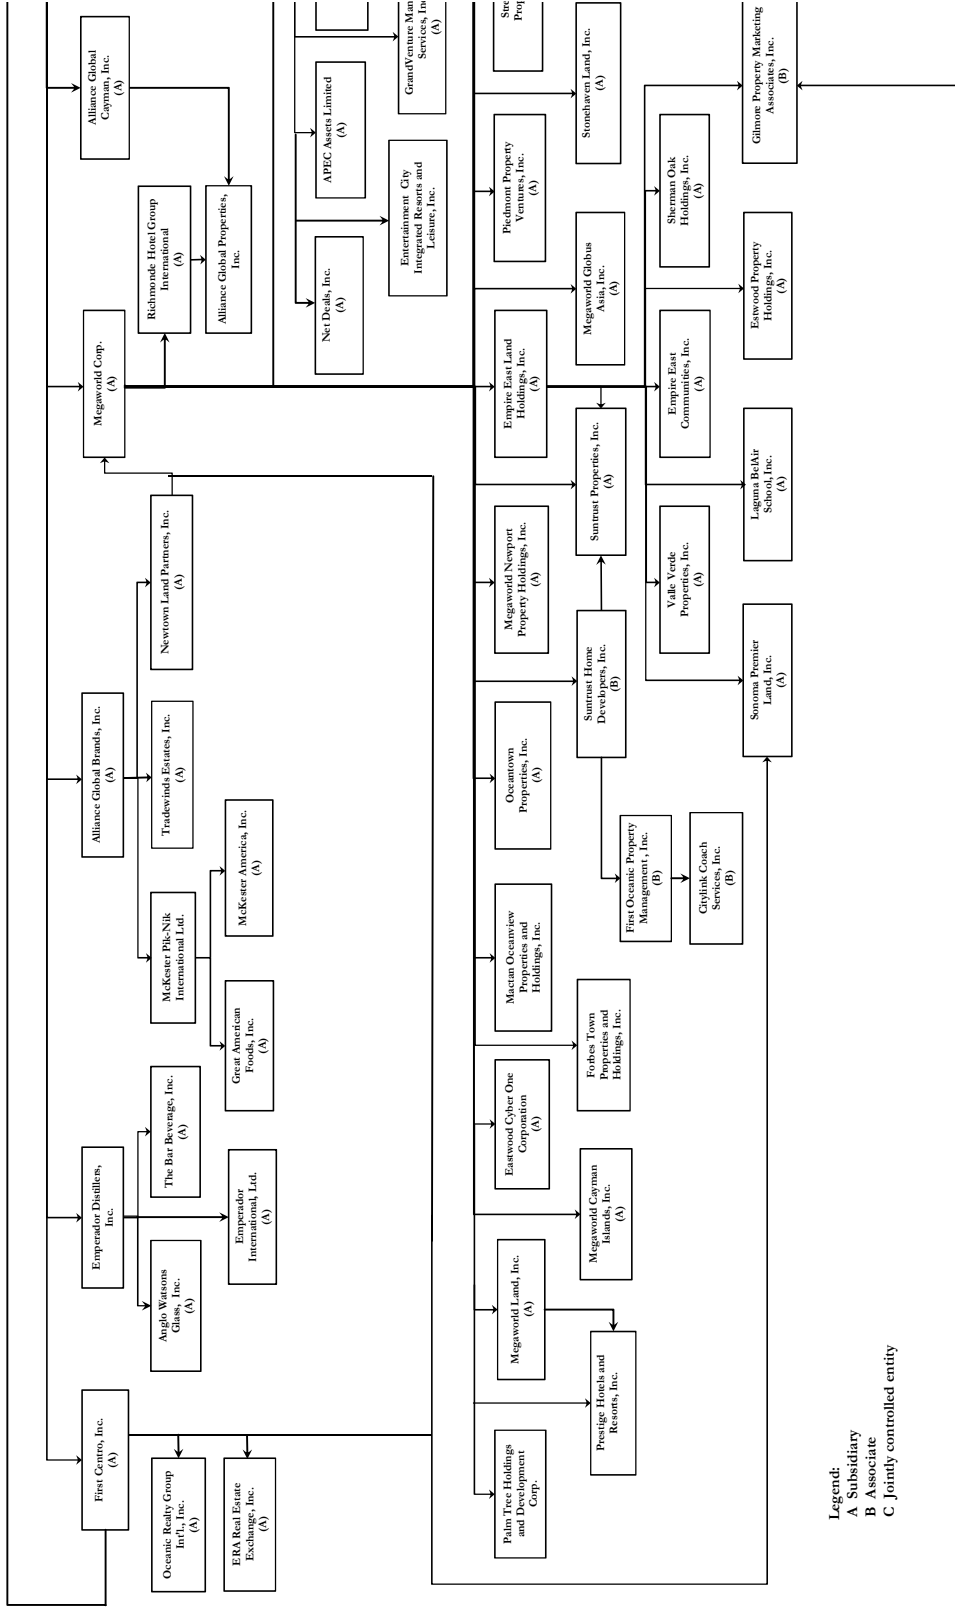 First Centro, Inc.
(A)
Emperador Distillers,
Inc.
Alliance Global Brands, Inc.
(A)
Megaworld Corp.
(A)
Alliance Global
Cayman, Inc.
(A)
Oceanic Realty Group
Int'l., Inc.
(A)
Anglo Watsons
Glass, Inc.
(A)
The Bar Beverage, Inc.
(A)
McKester Pik-Nik
International Ltd.
Tradewinds Estates, Inc.
(A)
Newtown Land Partners, Inc.
(A)
Richmonde Hotel Group
International
(A)
ERA Real Estate
Exchange, Inc.
(A)
Emperador
International, Ltd.
(A)
Great American
Foods, Inc.
(A)
McKester America, Inc.
(A)
Alliance Global Properties,
Inc.
Net Deals, Inc.
(A)
APEC Assets Limited
(A)
Entertainment City
Integrated Resorts and
Leisure, Inc.
GrandVenture Man
Services, Inc
(A)
Palm Tree Holdings
and Development
Corp.
Megaworld Land, Inc.
(A)
Eastwood Cyber One
Corporation
(A)
Mactan Oceanview
Properties and
Holdings, Inc.
Oceantown
Properties, Inc.
(A)
Megaworld Newport
Property Holdings, Inc.
(A)
Empire East Land
Holdings, Inc.
(A)
Piedmont Property
Ventures, Inc.
(A)
Stre
Prop
Prestige Hotels and
Resorts, Inc.
Megaworld Cayman
Islands, Inc.
(A)
Forbes Town
Properties and
Holdings, Inc.
Suntrust Home
Developers, Inc.
(B)
Suntrust Properties, Inc.
(A)
Megaworld Globus
Asia, Inc.
(A)
Stonehaven Land, Inc.
(A)
First Oceanic Property
Management , Inc.
(B)
Valle Verde
Properties, Inc.
(A)
Empire East
Communities, Inc.
(A)
Sherman Oak
Holdings, Inc.
(A)
Citylink Coach
Services, Inc.
(B)
Sonoma Premier
Land, Inc.
(A)
Laguna BelAir
School, Inc.
(A)
Estwood Property
Holdings, Inc.
(A)
Gilmore Property Marketing
Associates, Inc.
(B)
Legend:
A Subsidiary
B Associate
C Jointly controlled entity